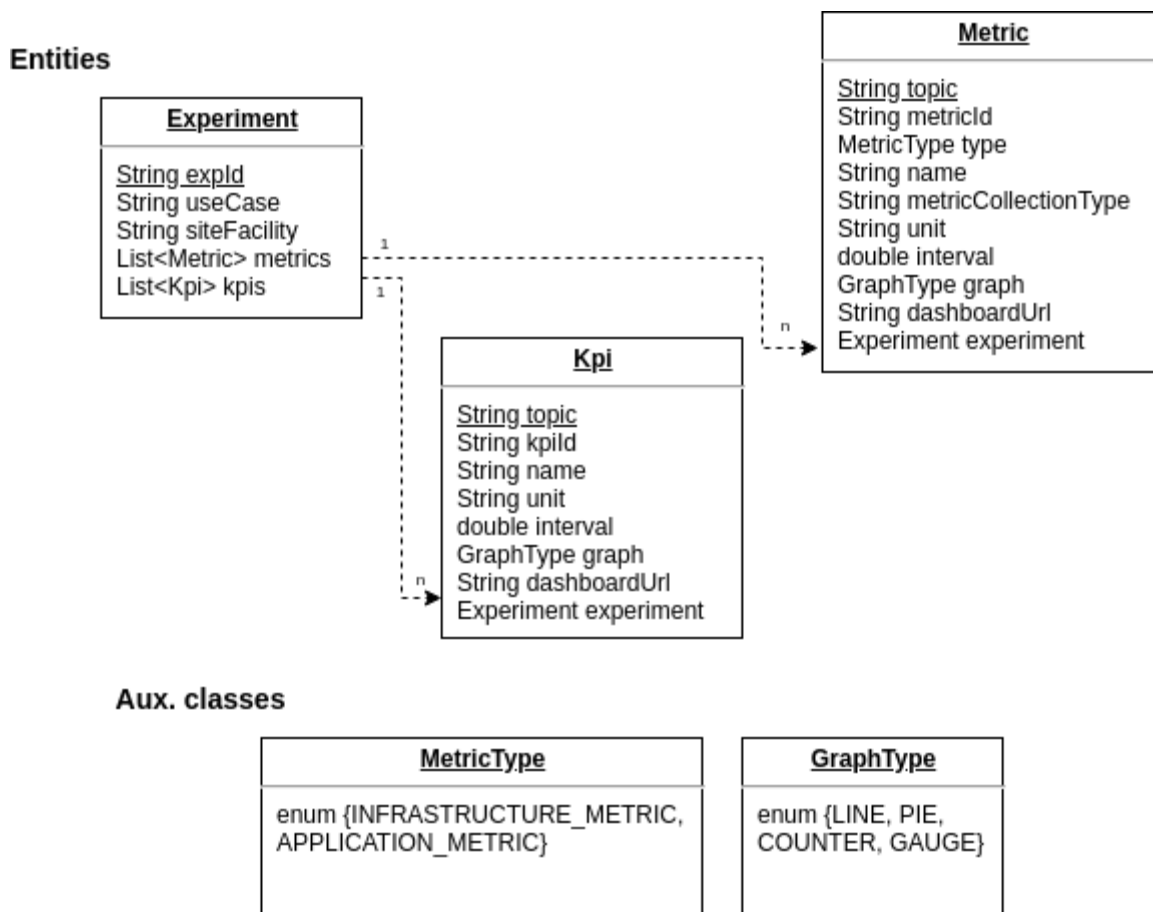 Entities
Experiment
String expId
String useCase
String siteFacility
List<Metric> metrics
List<Kpi> kpis
1
1
n
n
Metric
String topic
String metricId
MetricType type
String name
String metricCollectionType
String unit
double interval
GraphType graph
String dashboardUrl
Experiment experiment
Kpi
String topic
String kpiId
String name
String unit
double interval
GraphType graph
String dashboardUrl
Experiment experiment
Aux. classes
MetricType
enum {INFRASTRUCTURE_METRIC,
APPLICATION_METRIC}
GraphType
enum {LINE, PIE,
COUNTER, GAUGE}